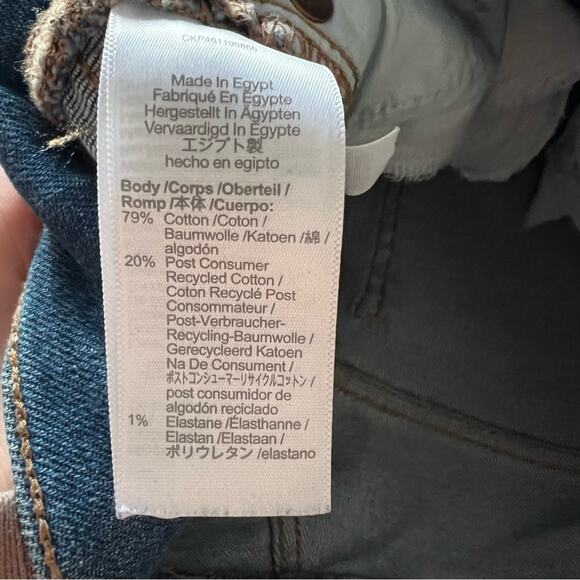 Made In Egypt
Fabriqué En Égypte
Hergestellt In Ägypten
Vervaardigd In Egypte
エジプト製
hecho en egipto
Body /Corps /Oberteil /
Romp /本体 /Cuerpo:
79% Cotton /Coton /
Baumwolle /Katoen /綿 /
algodón
20% Post Consumer
Recycled Cotton /
Coton Recyclé Post
Consommateur /
Post-Verbraucher-
Recycling-Baumwolle /
Gerecycleerd Katoen
Na De Consument /
ポストコンシューマーリサイクルコットン /
post consumidor de
algodón reciclado
1% Elastane /Élasthanne /
Elastan /Elastaan /
ポリウレタン /elastano